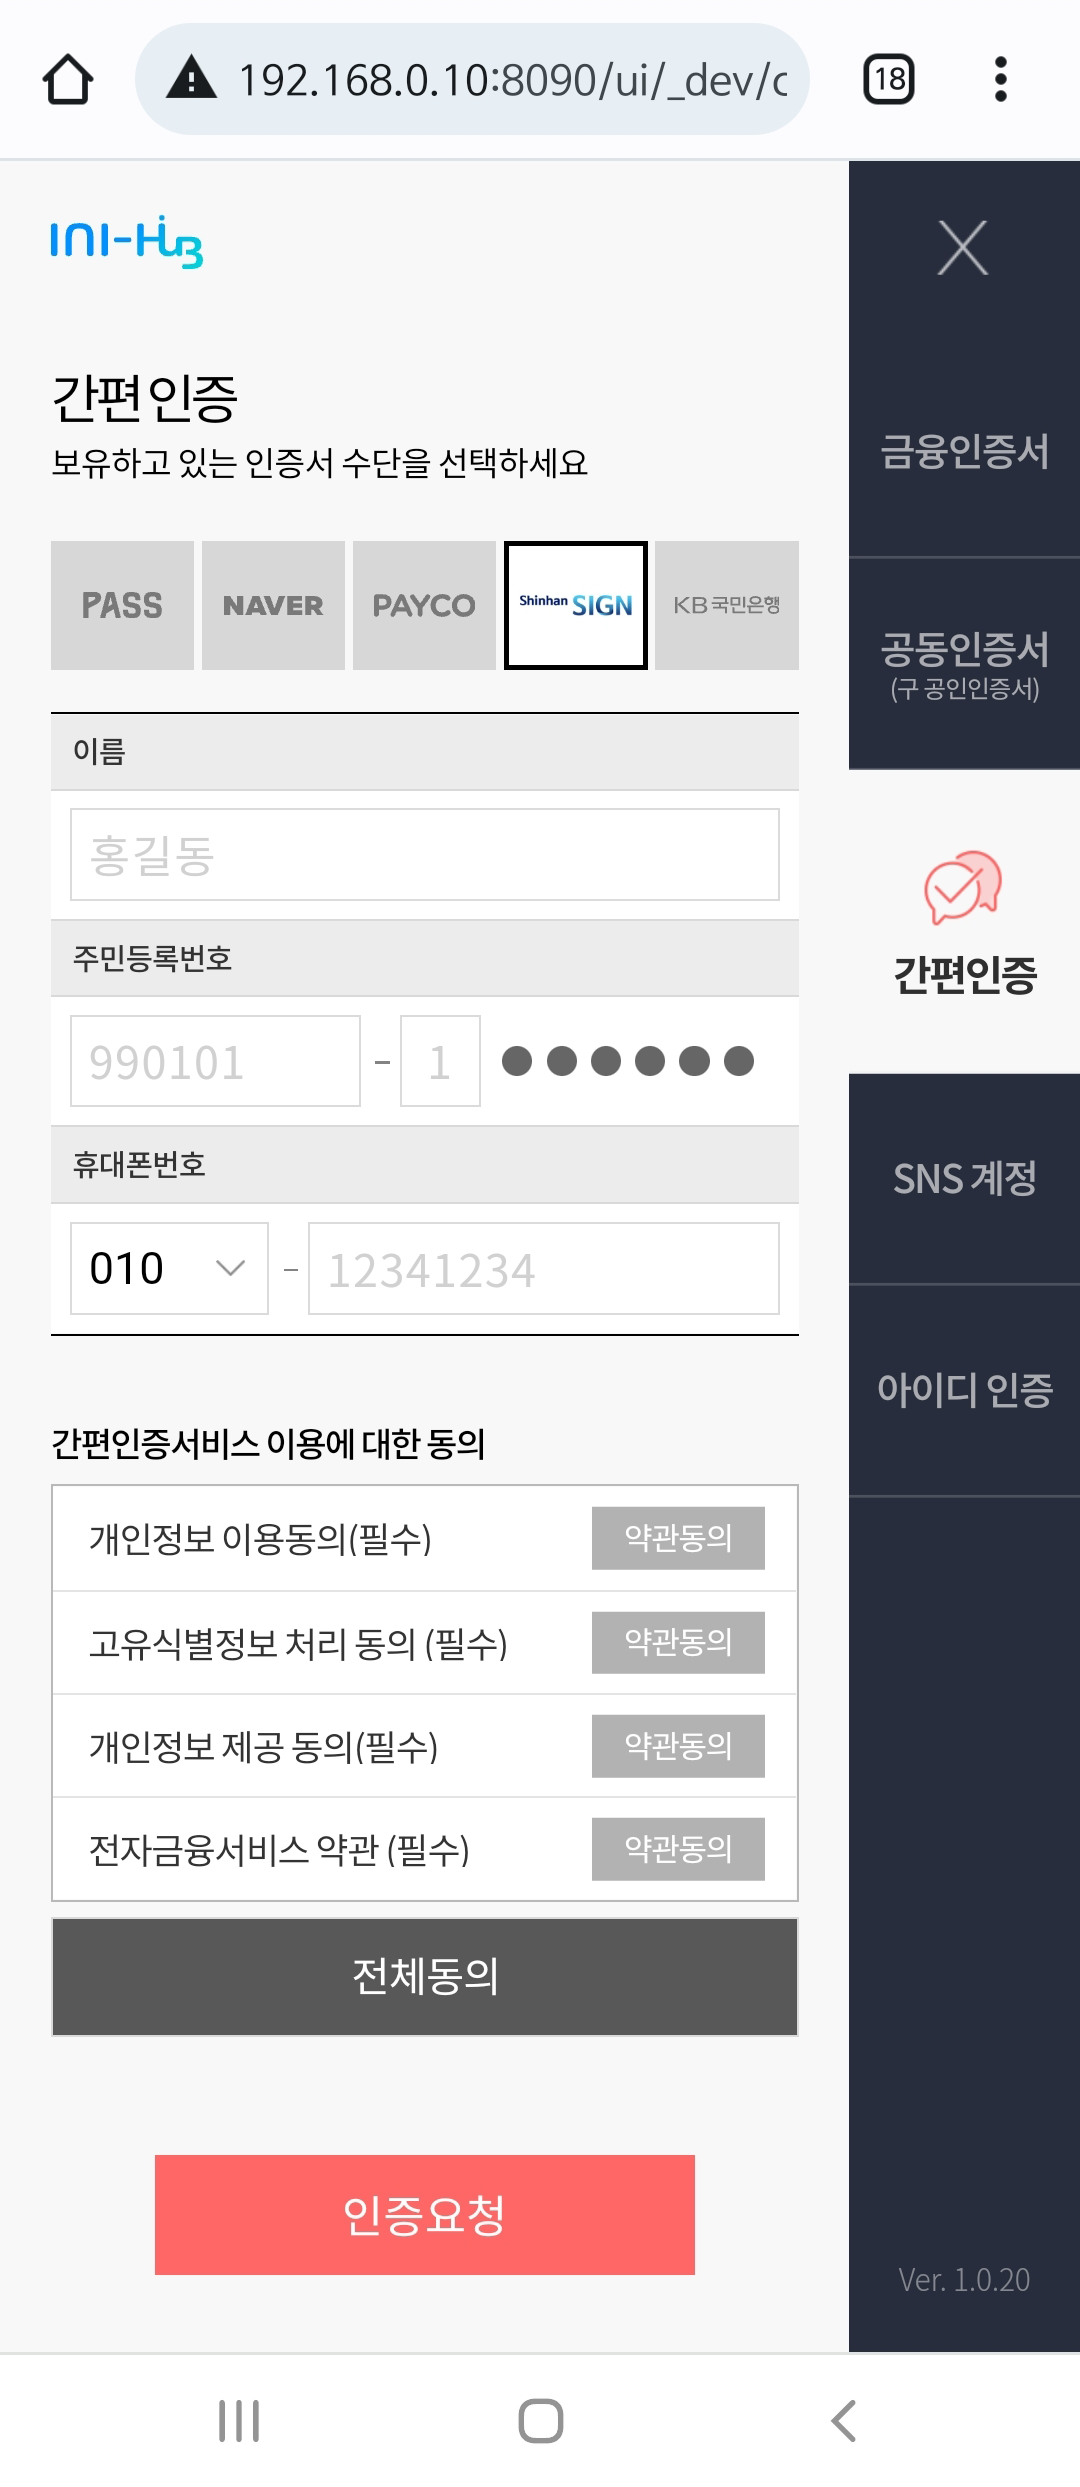 192.168.0.10:8090/ui/_dev/c
18
INI-HUB
간편인증
보유하고 있는 인증서 수단을 선택하세요
PASS
NAVER
PAYCO
Shinhan SIGN
KB 국민은행
이름
홍길동
주민등록번호
990101 - 1 ●●●●●●
휴대폰번호
010 - 12341234
간편인증서비스 이용에 대한 동의
개인정보 이용동의(필수) 약관동의
고유식별정보 처리 동의 (필수) 약관동의
개인정보 제공 동의(필수) 약관동의
전자금융서비스 약관 (필수) 약관동의
전체동의
인증요청
금융인증서
공동인증서
(구 공인인증서)
간편인증
SNS 계정
아이디 인증
Ver. 1.0.20